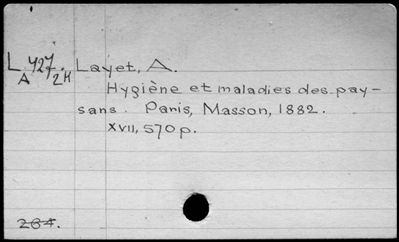 L A 427. 2H Layet, A.
Hygiène et maladies des pay-
sans. Paris, Masson, 1882.
XVII, 570 p.
264.